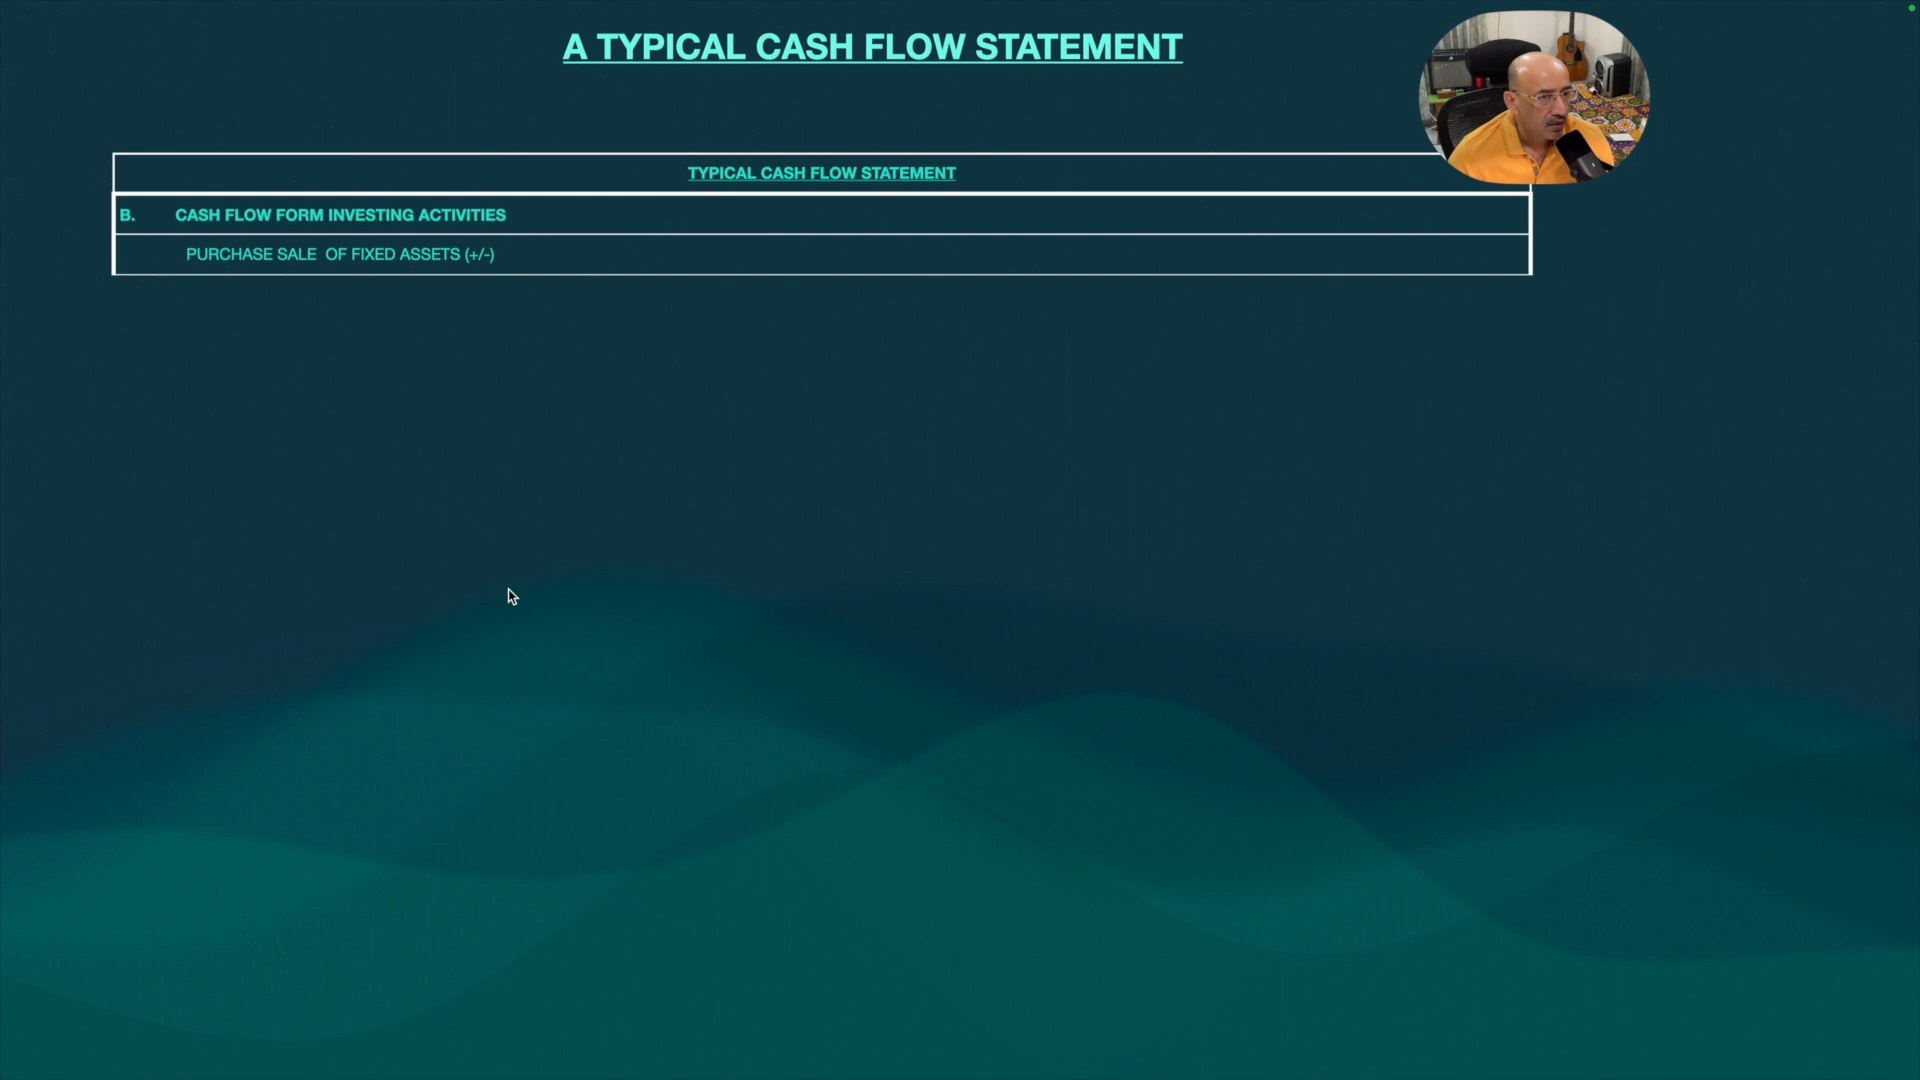 A TYPICAL CASH FLOW STATEMENT
TYPICAL CASH FLOW STATEMENT
B. CASH FLOW FORM INVESTING ACTIVITIES
PURCHASE SALE OF FIXED ASSETS (+/-)